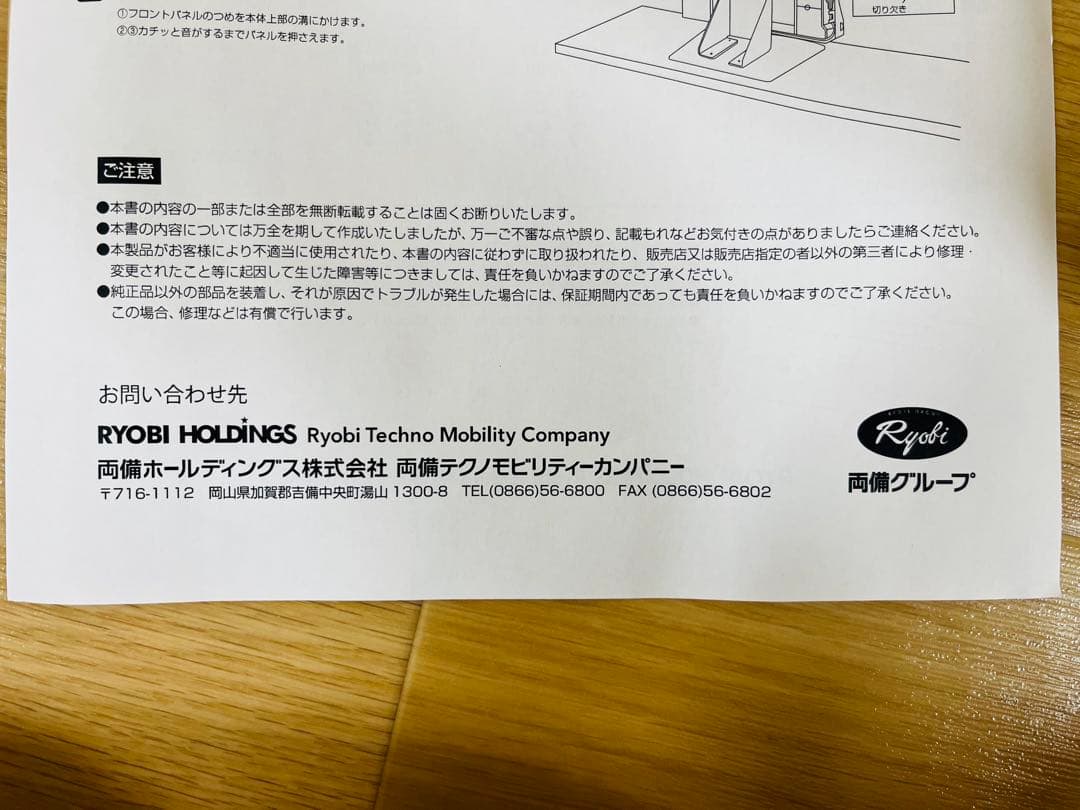 ①フロントパネルのつめを本体上部の溝にかけます。
②③カチッと音がするまでパネルを押さえます。
切り欠き
ご注意
●本書の内容の一部または全部を無断転載することは固くお断りいたします。
●本書の内容については万全を期して作成いたしましたが、万一ご不審な点や誤り、記載もれなどお気付きの点がありましたらご連絡ください。
●本製品がお客様により不適当に使用されたり、本書の内容に従わずに取り扱われたり、販売店又は販売店指定の者以外の第三者により修理・
変更されたこと等に起因して生じた障害等につきましては、責任を負いかねますのでご了承ください。
●純正品以外の部品を装着し、それが原因でトラブルが発生した場合には、保証期間内であっても責任を負いかねますのでご了承ください。
この場合、修理などは有償で行います。
お問い合わせ先
RYOBI HOLDINGS Ryobi Techno Mobility Company
両備ホールディングス株式会社 両備テクノモビリティーカンパニー
〒716-1112 岡山県加賀郡吉備中央町湯山 1300-8 TEL(0866)56-6800 FAX (0866)56-6802
Ryobi
両備グループ